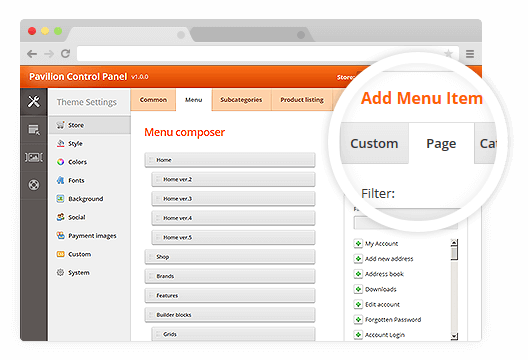 Pavilion Control Panel v1.0.0
Store:
Theme Settings
Common
Menu
Subcategories
Product listing
Store
Style
Colors
Fonts
Background
Social
Payment images
Custom
System
Menu composer
Home
Home ver.2
Home ver.3
Home ver.4
Home ver.5
Shop
Brands
Features
Builder blocks
Grids
Add Menu Item
Custom
Page
Cat
Filter:
My Account
Add new address
Address book
Downloads
Edit account
Forgotten Password
Account Login